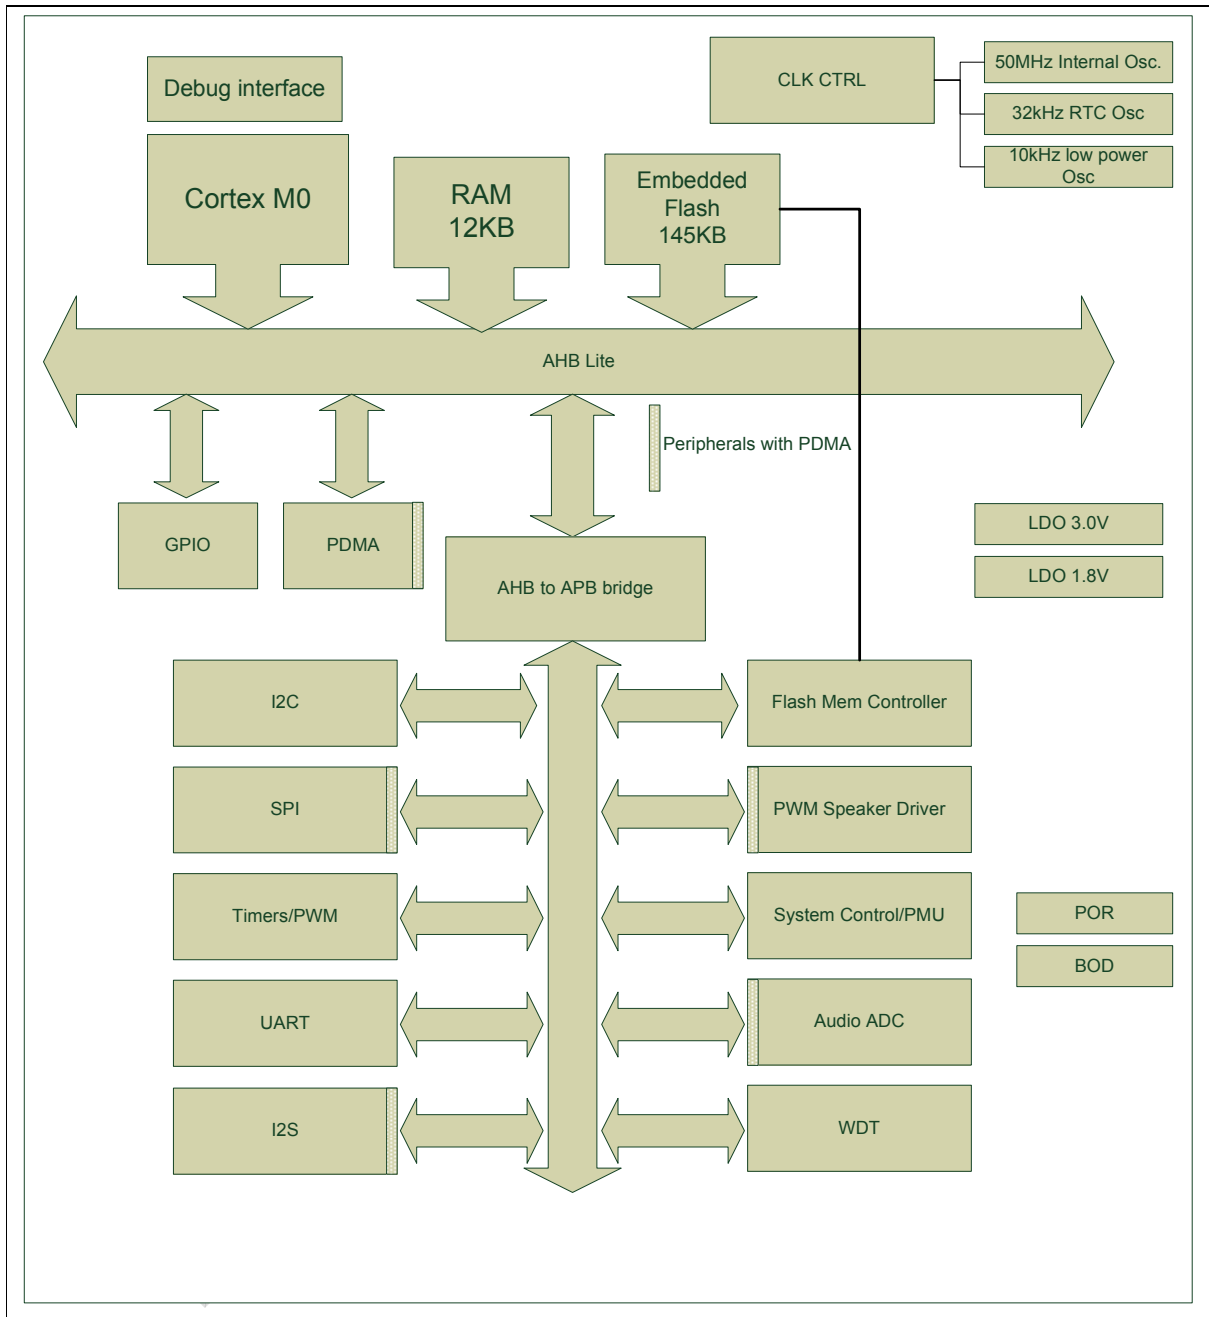 Debug interface
CLK CTRL
50MHz Internal Osc.
32kHz RTC Osc
10kHz low power
Osc
Cortex M0
RAM
12KB
Embedded
Flash
145KB
AHB Lite
Peripherals with PDMA
GPIO
PDMA
LDO 3.0V
LDO 1.8V
AHB to APB bridge
I2C
Flash Mem Controller
SPI
PWM Speaker Driver
Timers/PWM
System Control/PMU
POR
BOD
UART
Audio ADC
I2S
WDT